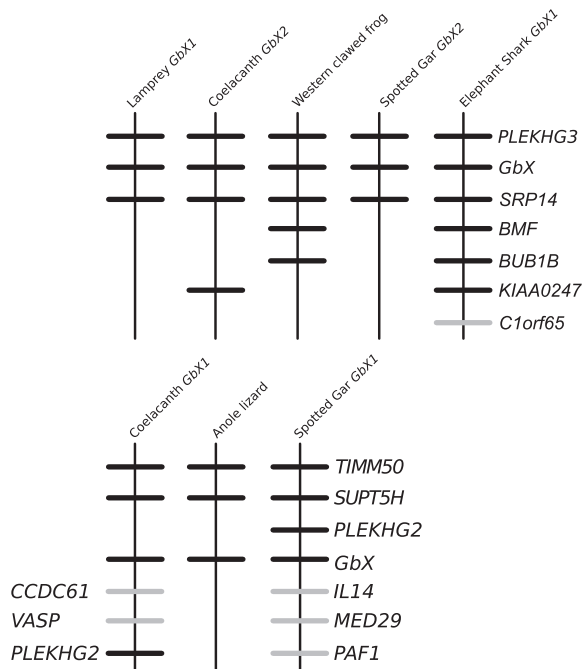 Lamprey GbX1
Coelacanth GbX2
Western clawed frog
Spotted Gar GbX2
Elephant Shark GbX1
PLEKHG3
GbX
SRP14
BMF
BUB1B
KIAA0247
C1orf65
Coelacanth GbX1
Anole lizard
Spotted Gar GbX1
TIMM50
SUPT5H
PLEKHG2
GbX
CCDC61
IL14
VASP
MED29
PLEKHG2
PAF1